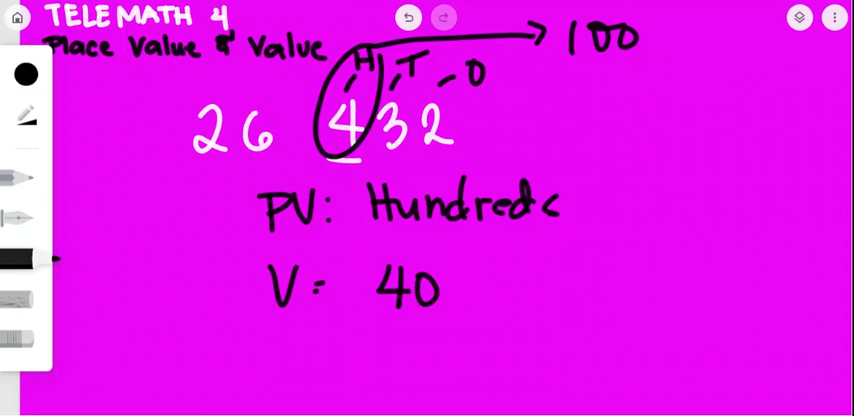 TELEMATH 4
Place Value & Value
H T O → 100
26 432
PV: Hundreds
V = 40